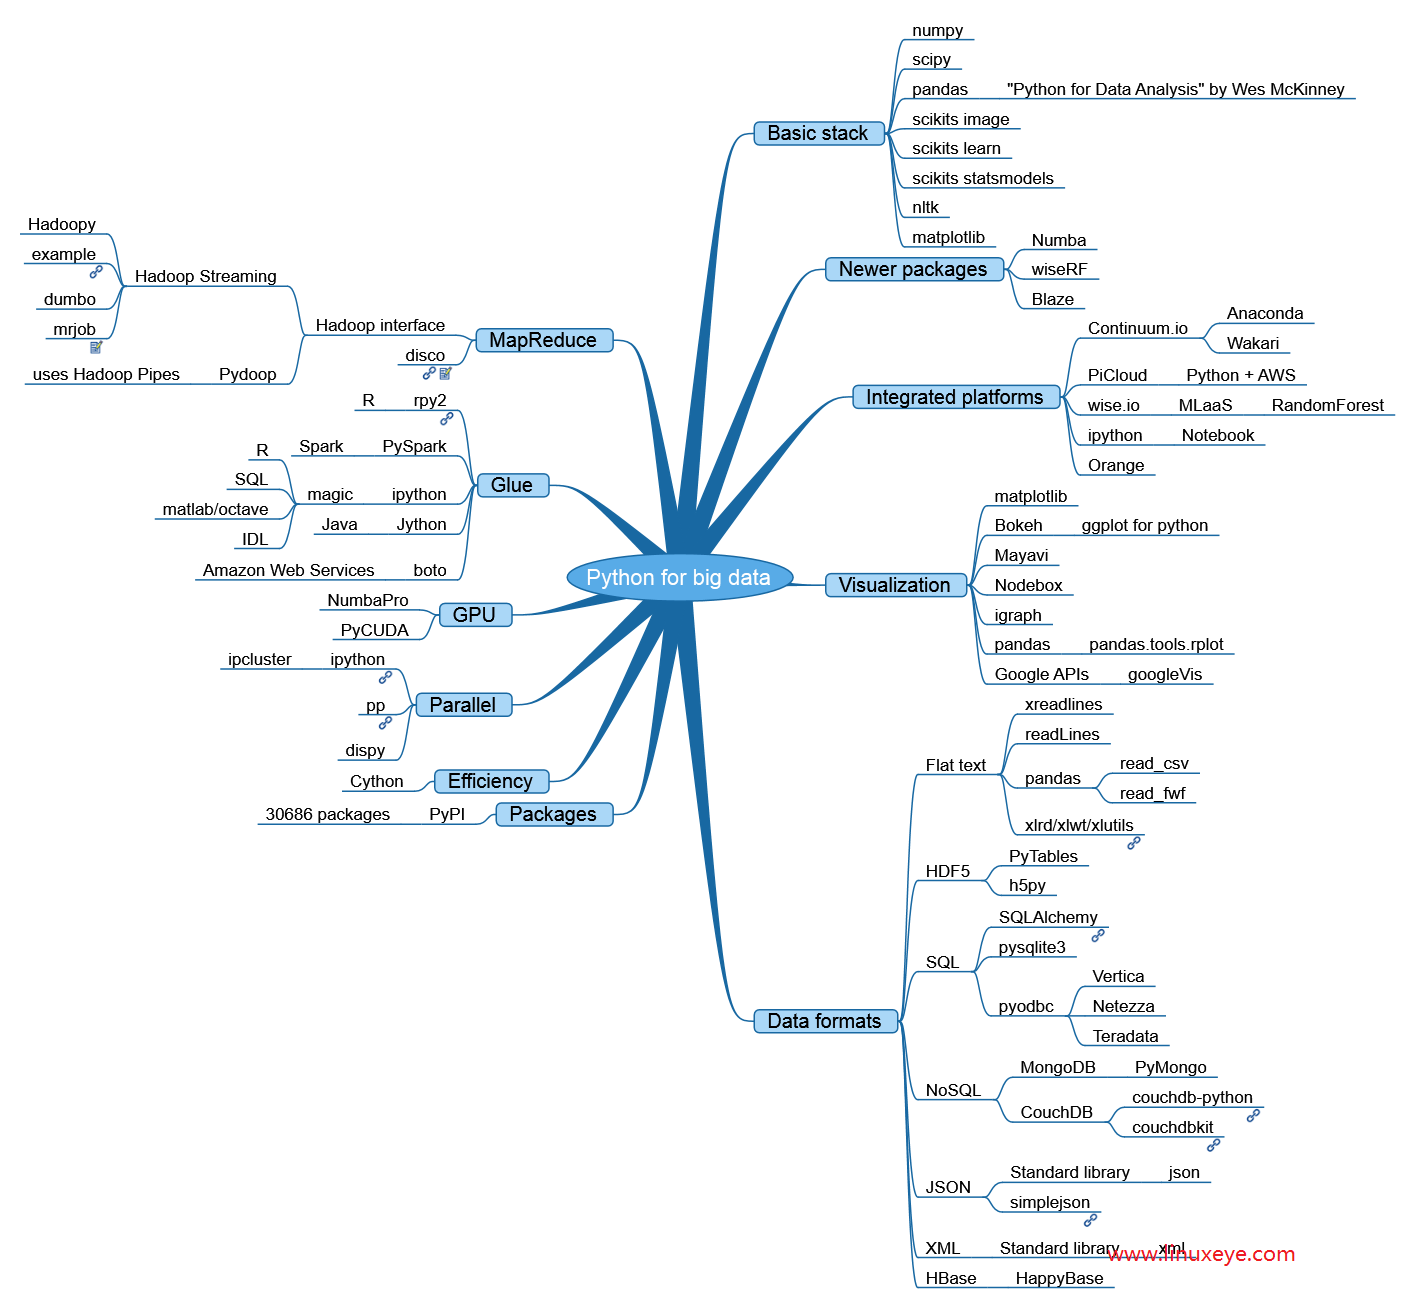 Python for big data
Basic stack
numpy
scipy
pandas
"Python for Data Analysis" by Wes McKinney
scikits image
scikits learn
scikits statsmodels
nltk
matplotlib
Newer packages
Numba
wiseRF
Blaze
Integrated platforms
Continuum.io
Anaconda
Wakari
PiCloud
Python + AWS
wise.io
MLaaS
RandomForest
ipython
Notebook
Orange
Visualization
matplotlib
Bokeh
ggplot for python
Mayavi
Nodebox
igraph
pandas
pandas.tools.rplot
Google APIs
googleVis
Data formats
Flat text
xreadlines
readLines
pandas
read_csv
read_fwf
xlrd/xlwt/xlutils
HDF5
PyTables
h5py
SQL
SQLAlchemy
pysqlite3
pyodbc
Vertica
Netezza
Teradata
NoSQL
MongoDB
PyMongo
CouchDB
couchdb-python
couchdbkit
JSON
Standard library
json
simplejson
XML
Standard library
xml
HBase
HappyBase
MapReduce
Hadoop interface
Hadoop Streaming
Hadoopy
example
dumbo
mrjob
Pydoop
uses Hadoop Pipes
disco
Glue
rpy2
R
PySpark
Spark
ipython
magic
R
SQL
matlab/octave
IDL
Jython
Java
boto
Amazon Web Services
GPU
NumbaPro
PyCUDA
Parallel
ipython
ipcluster
pp
dispy
Efficiency
Cython
Packages
PyPI
30686 packages
www.linuxeye.com